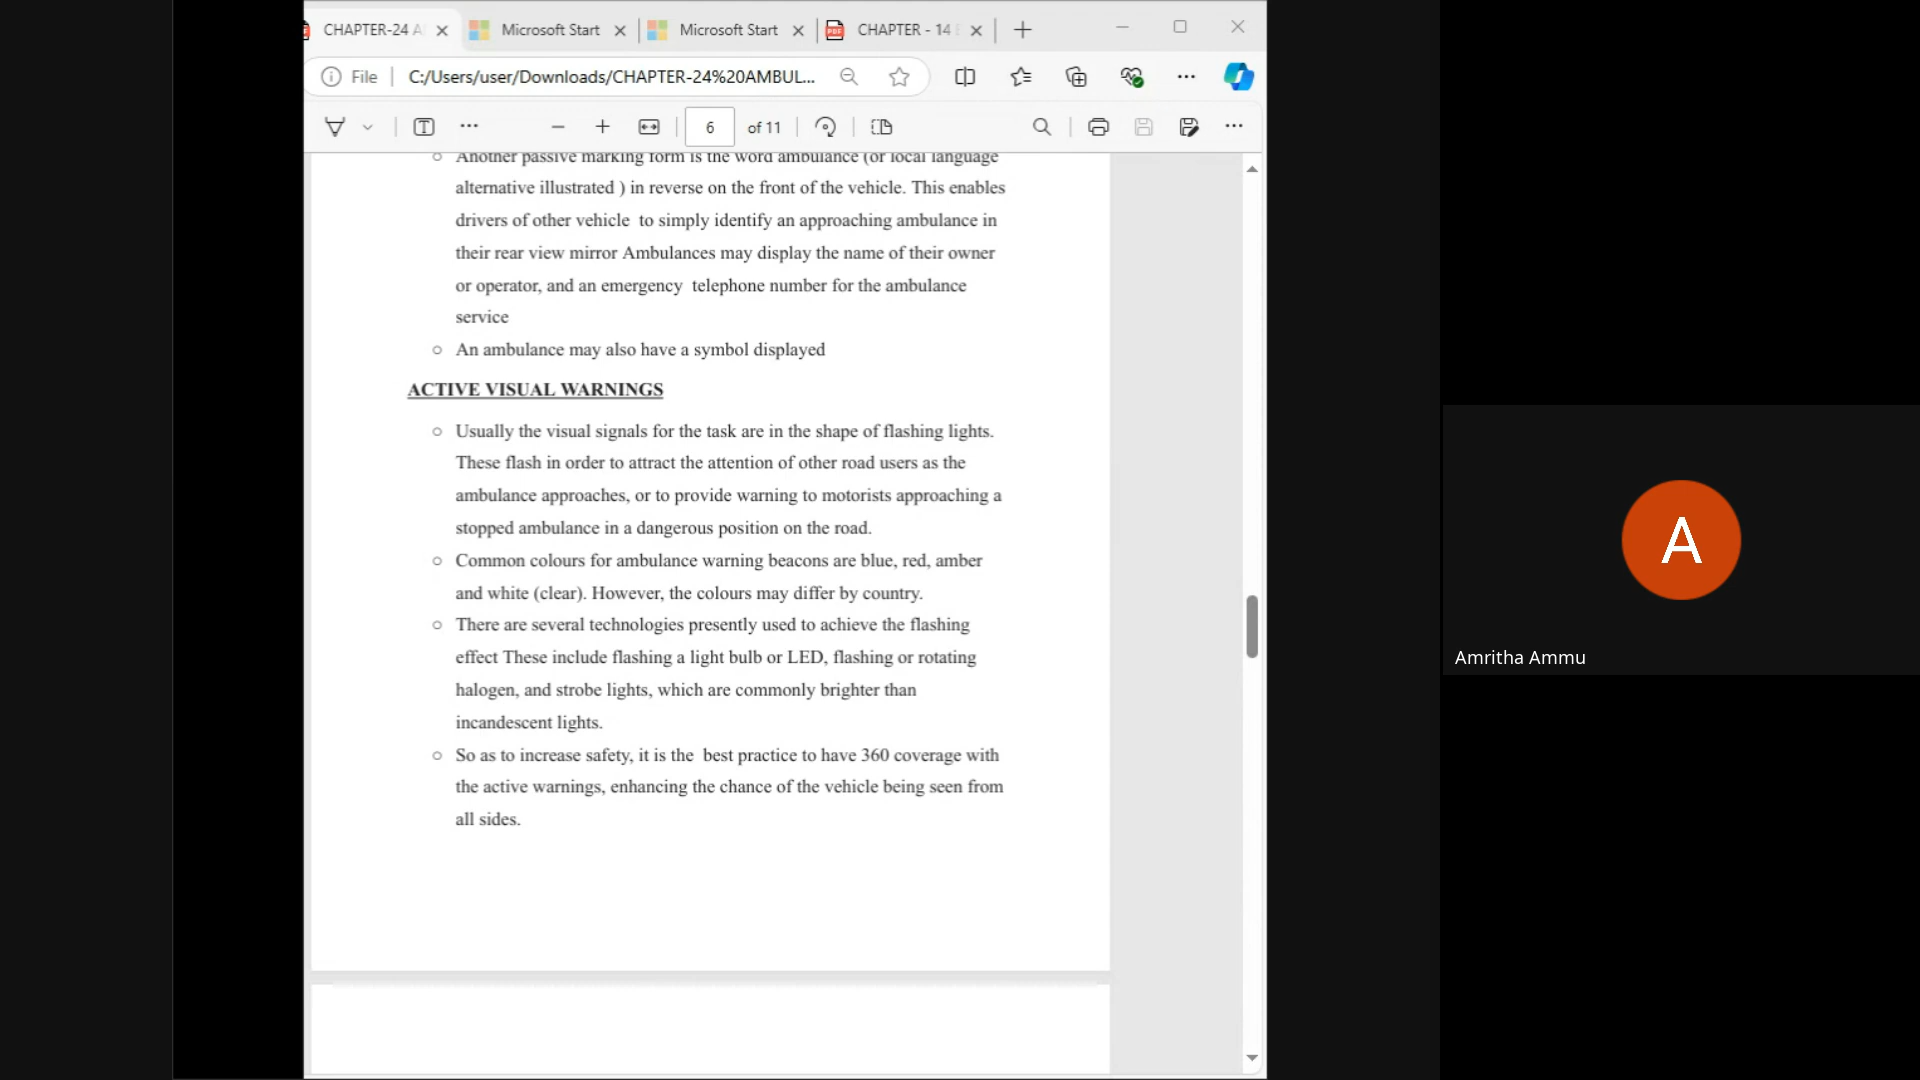 CHAPTER-24 A
Microsoft Start
Microsoft Start
CHAPTER - 14
File
C:/Users/user/Downloads/CHAPTER-24%20AMBUL...
6
of 11
Another passive marking form is the word ambulance (or local language
alternative illustrated ) in reverse on the front of the vehicle. This enables
drivers of other vehicle to simply identify an approaching ambulance in
their rear view mirror Ambulances may display the name of their owner
or operator, and an emergency telephone number for the ambulance
service
An ambulance may also have a symbol displayed
ACTIVE VISUAL WARNINGS
Usually the visual signals for the task are in the shape of flashing lights.
These flash in order to attract the attention of other road users as the
ambulance approaches, or to provide warning to motorists approaching a
stopped ambulance in a dangerous position on the road.
Common colours for ambulance warning beacons are blue, red, amber
and white (clear). However, the colours may differ by country.
There are several technologies presently used to achieve the flashing
effect These include flashing a light bulb or LED, flashing or rotating
halogen, and strobe lights, which are commonly brighter than
incandescent lights.
So as to increase safety, it is the best practice to have 360 coverage with
the active warnings, enhancing the chance of the vehicle being seen from
all sides.
A
Amritha Ammu